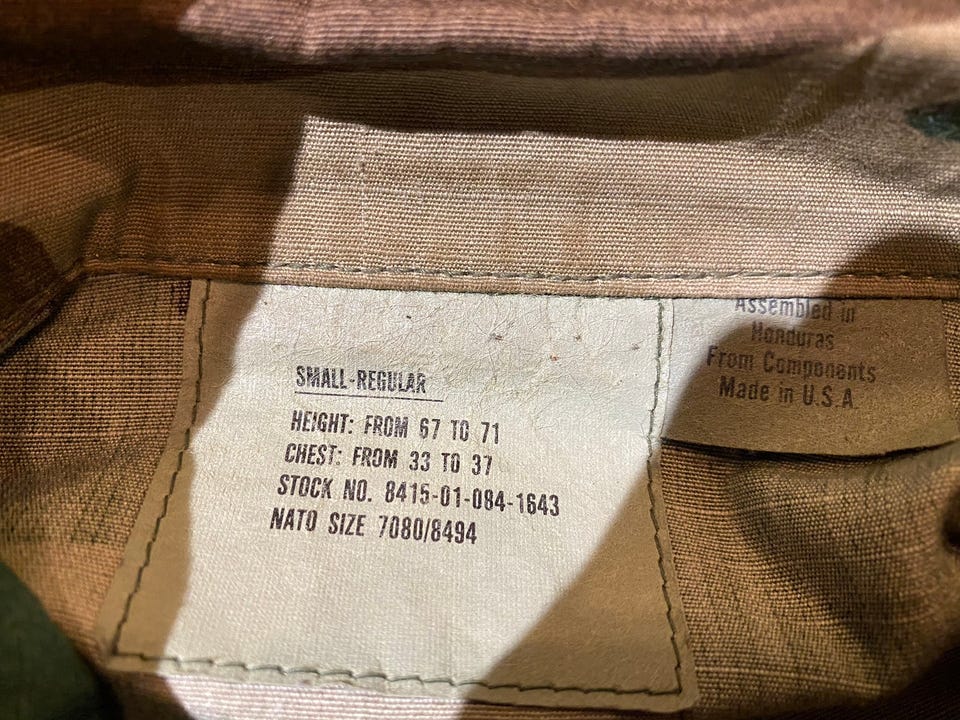 SMALL-REGULAR
HEIGHT: FROM 67 TO 71
CHEST: FROM 33 TO 37
STOCK NO. 8415-01-084-1643
NATO SIZE 7080/8494
Assembled in
Honduras
From Components
Made in U.S.A.